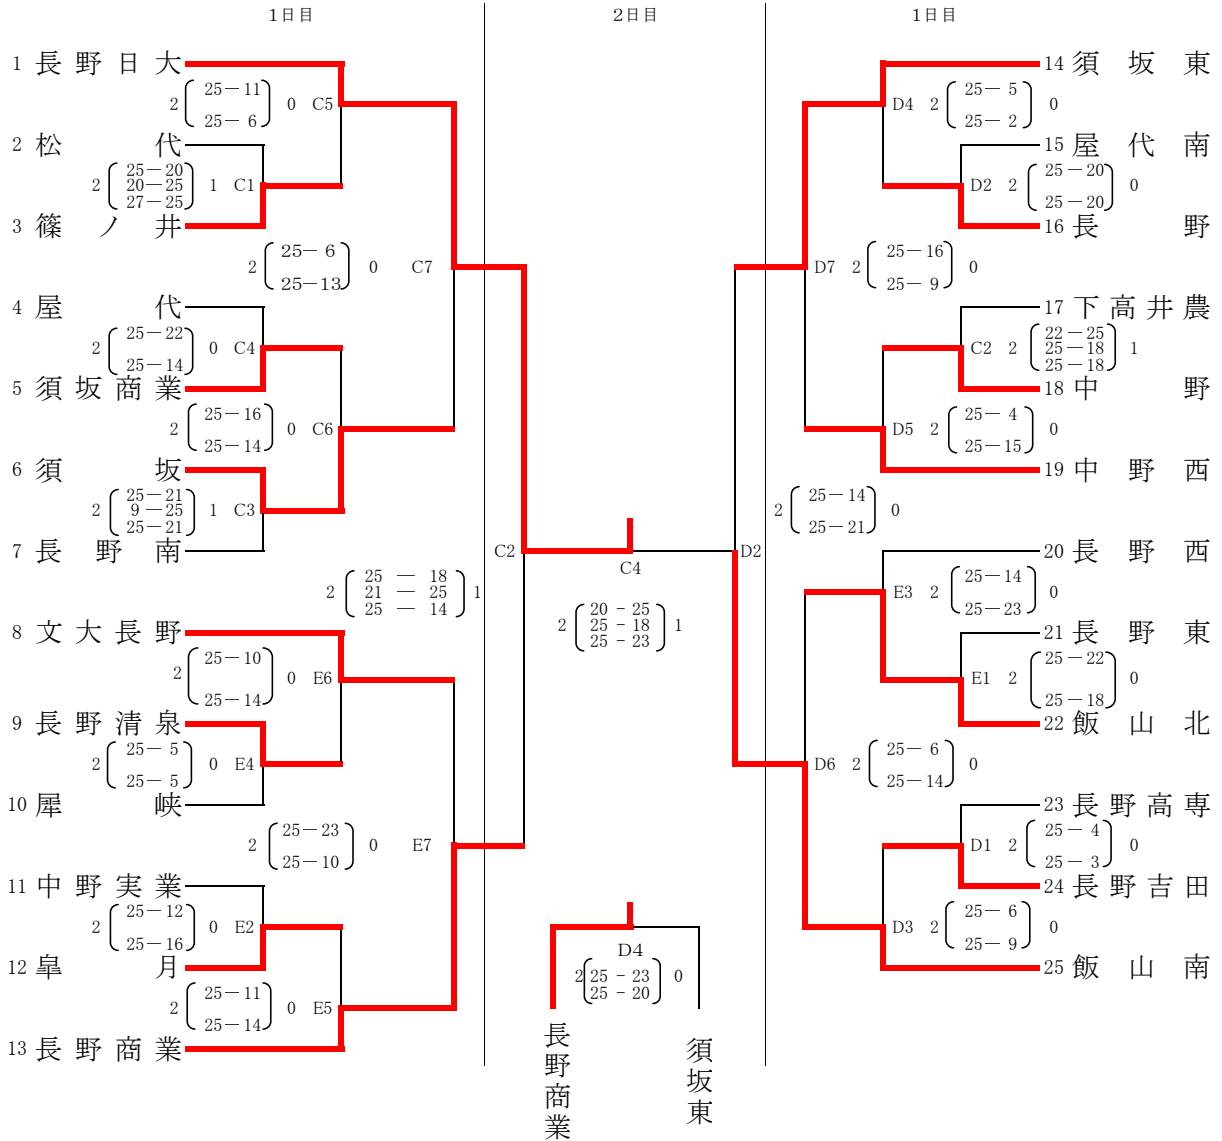 1日目
2日目
1日目
1 長野日大
2 25－11 0 C5
25－ 6
2 松代
25－20
2 20－25 1 C1
27－25
3 篠ノ井
25－ 6
2 0 C7
25－13
4 屋代
25－22
2 0 C4
25－14
5 須坂商業
25－16
2 0 C6
25－14
6 須坂
25－21
2 9－25 1 C3
25－21
7 長野南
C2
25 － 18
2 21 － 25 1
25 － 14
8 文大長野
25－10
2 0 E6
25－14
9 長野清泉
25－ 5
2 0 E4
25－ 5
10 犀峡
25－23
2 0 E7
25－10
11 中野実業
25－12
2 0 E2
25－16
12 皐月
25－11
2 0 E5
25－14
13 長野商業
C4
20 - 25
2 25 - 18 1
25 - 23
D4
2 25 - 23 0
25 - 20
長野商業
須坂東
14 須坂東
25－ 5
D4 2 0
25－ 2
15 屋代南
25－20
D2 2 0
25－20
16 長野
25－16
D7 2 0
25－ 9
17 下高井農
22－25
C2 2 25－18 1
25－18
18 中野
25－ 4
D5 2 0
25－15
19 中野西
25－14
2 0
25－21
D2
20 長野西
25－14
E3 2 0
25－23
21 長野東
25－22
E1 2 0
25－18
22 飯山北
25－ 6
D6 2 0
25－14
23 長野高専
25－ 4
D1 2 0
25－ 3
24 長野吉田
25－ 6
D3 2 0
25－ 9
25 飯山南